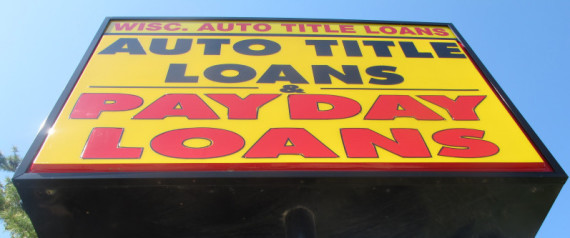 WISC. AUTO TITLE LOANS
AUTO TITLE
LOANS
&
PAYDAY
LOANS